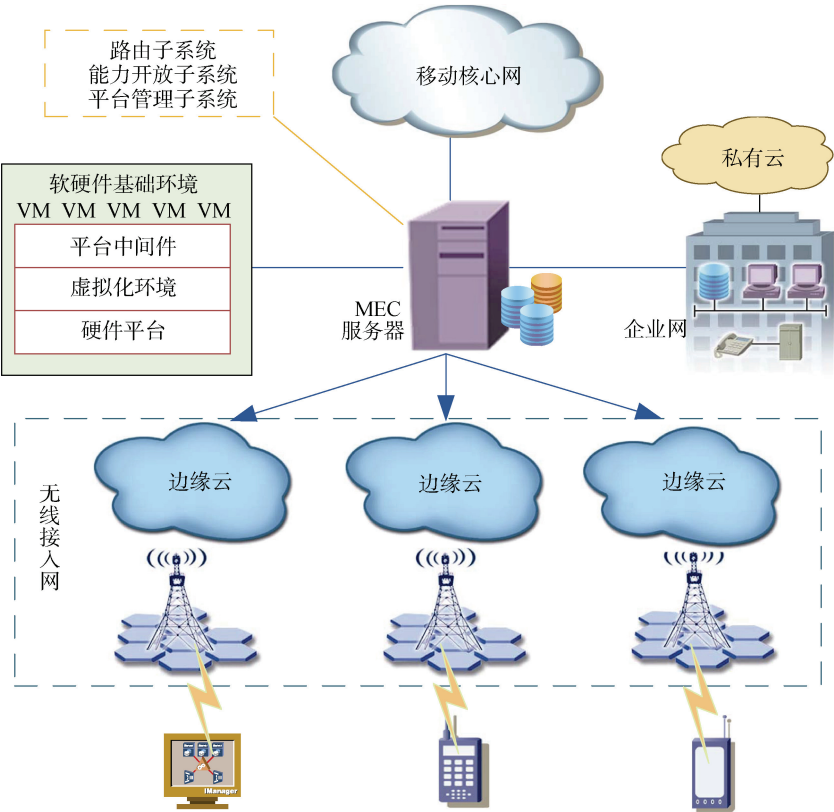 路由子系统
能力开放子系统
平台管理子系统
移动核心网
私有云
软硬件基础环境
VM VM VM VM VM
平台中间件
虚拟化环境
硬件平台
MEC
服务器
企业网
边缘云
边缘云
边缘云
无线接入网
iManager